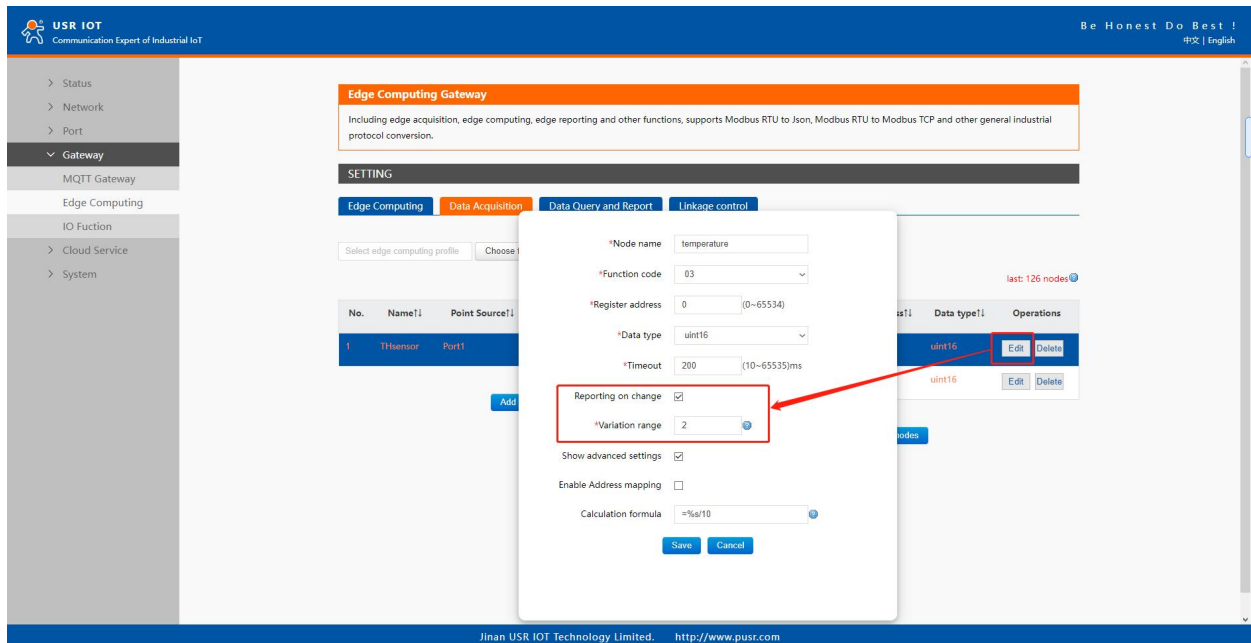 USR IOT
Communication Expert of Industrial IoT
Be Honest Do Best !
中文 | English
Status
Network
Port
Gateway
MQTT Gateway
Edge Computing
IO Fuction
Cloud Service
System
Edge Computing Gateway
Including edge acquisition, edge computing, edge reporting and other functions, supports Modbus RTU to Json, Modbus RTU to Modbus TCP and other general industrial
protocol conversion.
SETTING
Edge Computing Data Acquisition Data Query and Report Linkage control
Select edge computing profile Choose
last: 126 nodes
No. Name↑↓ Point Source↑↓ Data type↑↓ Operations
1 THsensor Port1 uint16 Edit Delete
uint16 Edit Delete
Add
*Node name temperature
*Function code 03
*Register address 0 (0~65534)
*Data type uint16
*Timeout 200 (10~65535)ms
Reporting on change
*Variation range 2
Show advanced settings
Enable Address mapping
Calculation formula =%s/10
Save Cancel
Jinan USR IOT Technology Limited. http://www.pusr.com